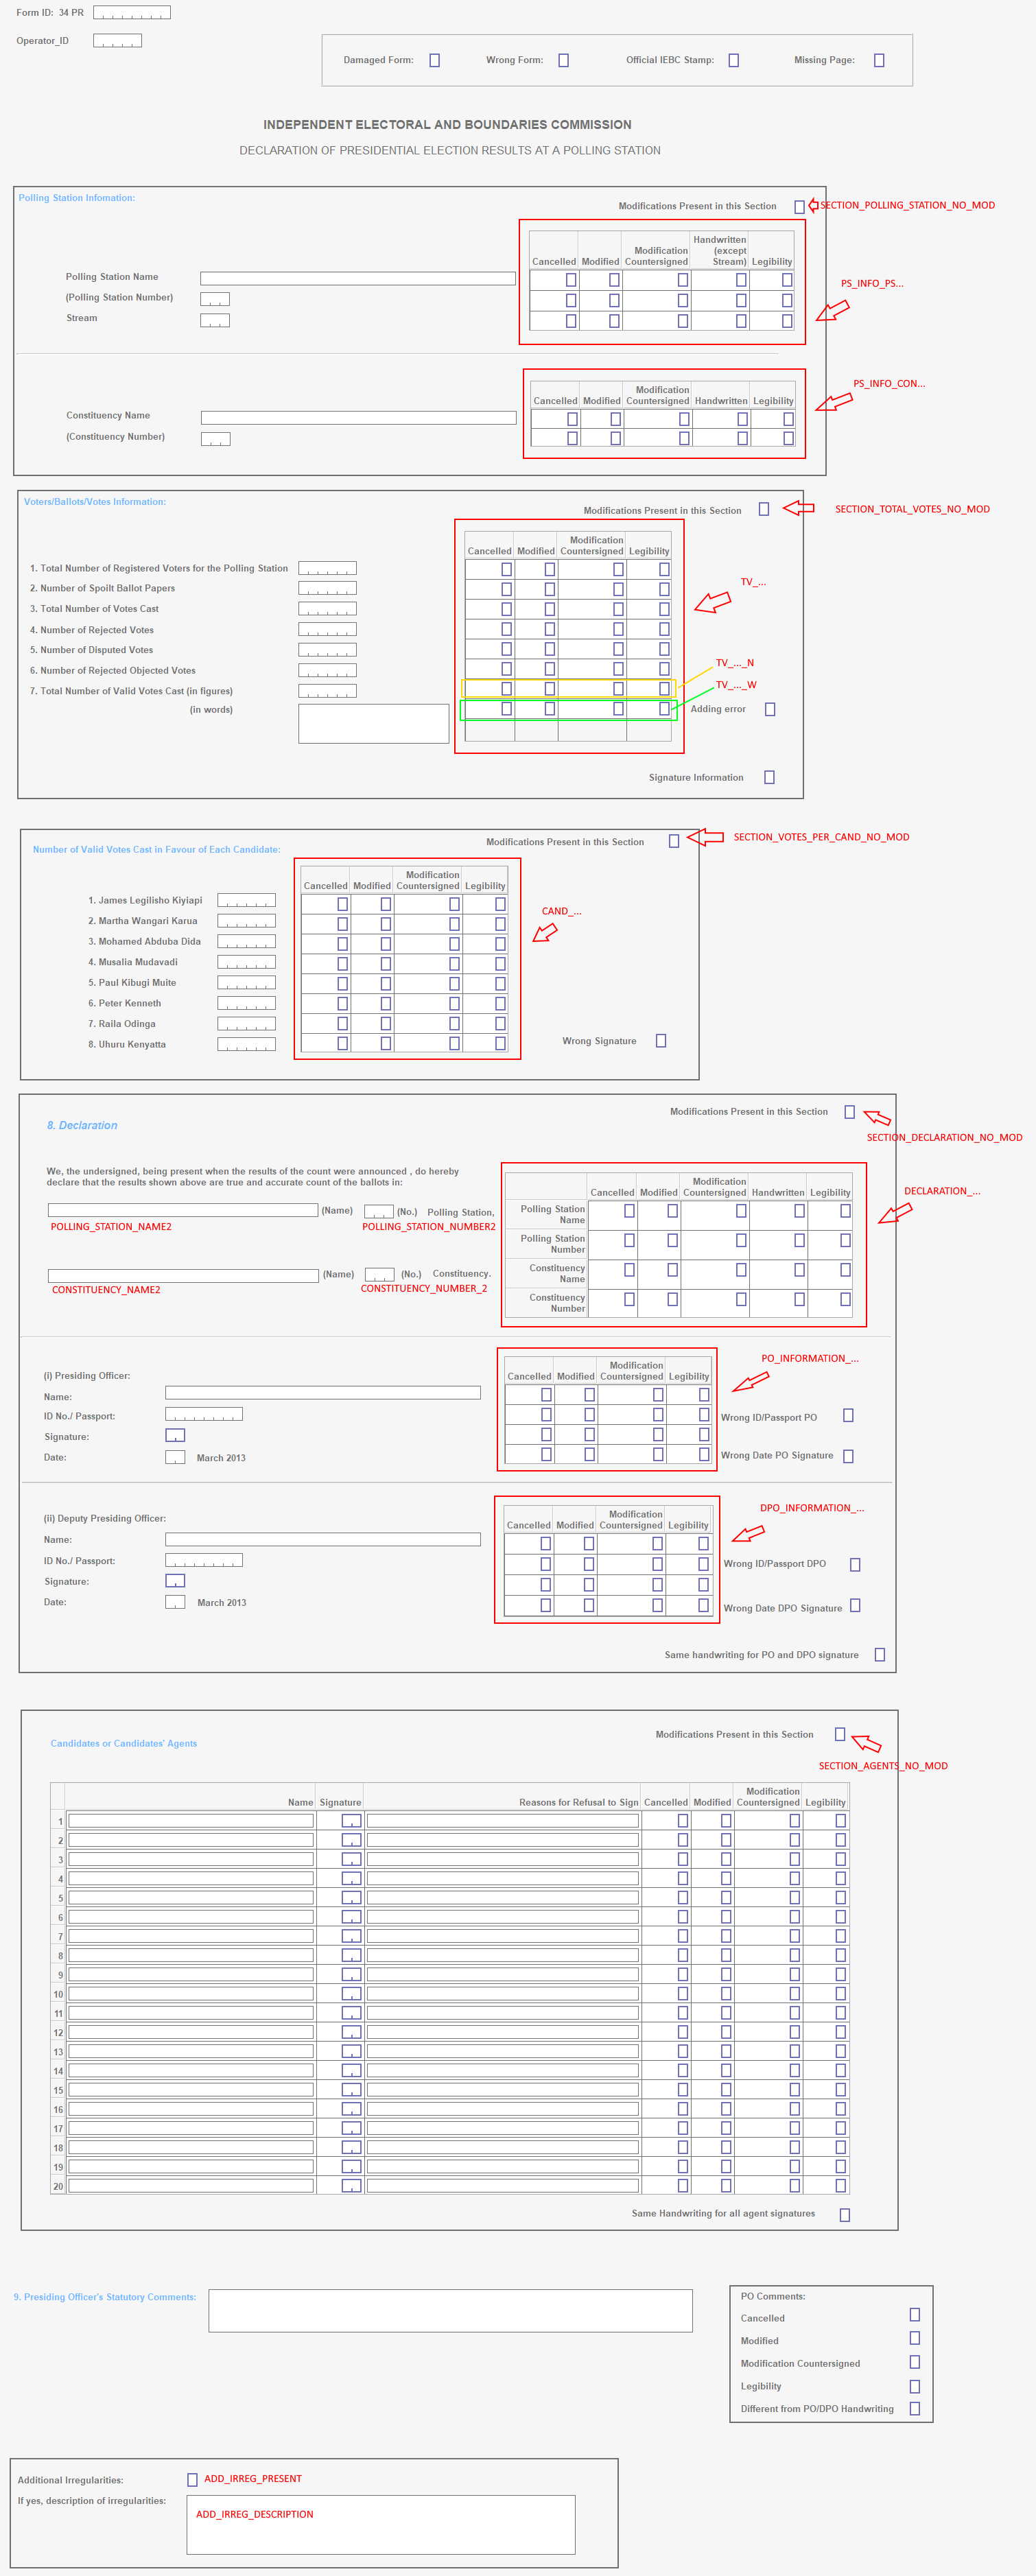 Form ID: 34 PR
Operator_ID
Damaged Form: Wrong Form: Official IEBC Stamp: Missing Page:
INDEPENDENT ELECTORAL AND BOUNDARIES COMMISSION
DECLARATION OF PRESIDENTIAL ELECTION RESULTS AT A POLLING STATION
Polling Station Infomation:
Modifications Present in this Section
SECTION_POLLING_STATION_NO_MOD
Cancelled Modified Modification Countersigned Handwritten (except Stream) Legibility
Polling Station Name
(Polling Station Number)
Stream
PS_INFO_PS...
PS_INFO_CON...
Cancelled Modified Modification Countersigned Handwritten Legibility
Constituency Name
(Constituency Number)
Voters/Ballots/Votes Information:
Modifications Present in this Section
SECTION_TOTAL_VOTES_NO_MOD
Cancelled Modified Modification Countersigned Legibility
1. Total Number of Registered Voters for the Polling Station
2. Number of Spoilt Ballot Papers
TV_...
3. Total Number of Votes Cast
4. Number of Rejected Votes
5. Number of Disputed Votes
6. Number of Rejected Objected Votes
TV_..._N
7. Total Number of Valid Votes Cast (in figures)
TV_..._W
(in words)
Adding error
Signature Information
Number of Valid Votes Cast in Favour of Each Candidate:
Modifications Present in this Section
SECTION_VOTES_PER_CAND_NO_MOD
Cancelled Modified Modification Countersigned Legibility
1. James Legilisho Kiyiapi
CAND_...
2. Martha Wangari Karua
3. Mohamed Abduba Dida
4. Musalia Mudavadi
5. Paul Kibugi Muite
6. Peter Kenneth
7. Raila Odinga
8. Uhuru Kenyatta
Wrong Signature
8. Declaration
Modifications Present in this Section
SECTION_DECLARATION_NO_MOD
We, the undersigned, being present when the results of the count were announced , do hereby
declare that the results shown above are true and accurate count of the ballots in:
(Name) (No.) Polling Station,
POLLING_STATION_NAME2 POLLING_STATION_NUMBER2
(Name) (No.) Constituency.
CONSTITUENCY_NAME2 CONSTITUENCY_NUMBER_2
Cancelled Modified Modification Countersigned Handwritten Legibility
DECLARATION_...
Polling Station Name
Polling Station Number
Constituency Name
Constituency Number
(i) Presiding Officer:
Name:
ID No./ Passport:
Signature:
Date: March 2013
Cancelled Modified Modification Countersigned Legibility
PO_INFORMATION_...
Wrong ID/Passport PO
Wrong Date PO Signature
(ii) Deputy Presiding Officer:
Name:
ID No./ Passport:
Signature:
Date: March 2013
Cancelled Modified Modification Countersigned Legibility
DPO_INFORMATION_...
Wrong ID/Passport DPO
Wrong Date DPO Signature
Same handwriting for PO and DPO signature
Candidates or Candidates' Agents
Modifications Present in this Section
SECTION_AGENTS_NO_MOD
Name Signature Reasons for Refusal to Sign Cancelled Modified Modification Countersigned Legibility
1
2
3
4
5
6
7
8
9
10
11
12
13
14
15
16
17
18
19
20
Same Handwriting for all agent signatures
9. Presiding Officer's Statutory Comments:
PO Comments:
Cancelled
Modified
Modification Countersigned
Legibility
Different from PO/DPO Handwriting
Additional Irregularities: ADD_IRREG_PRESENT
If yes, description of irregularities:
ADD_IRREG_DESCRIPTION